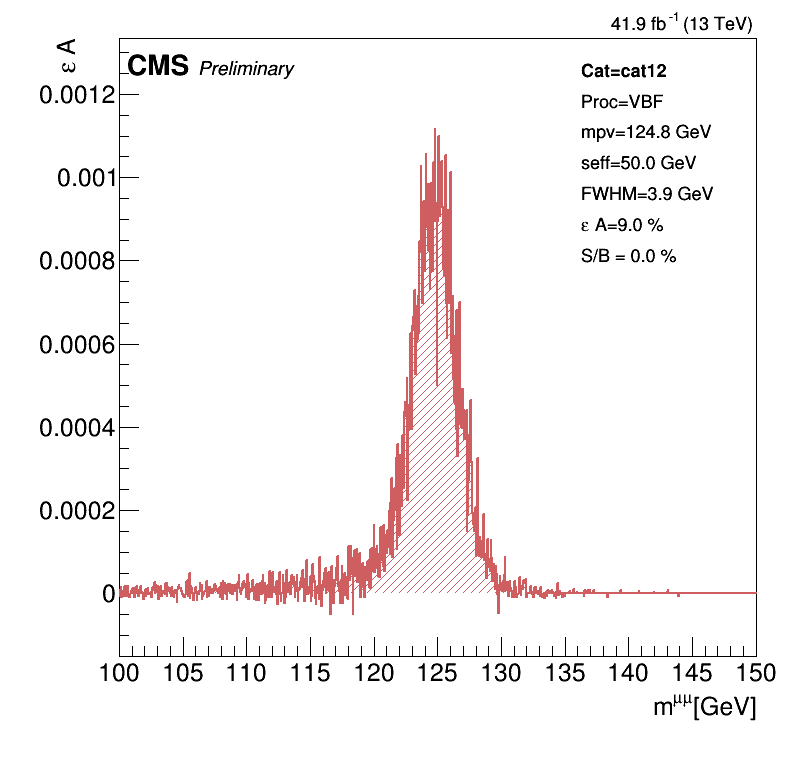 41.9 fb⁻¹ (13 TeV)
ε A
CMS Preliminary
Cat=cat12
Proc=VBF
mpv=124.8 GeV
seff=50.0 GeV
FWHM=3.9 GeV
ε A=9.0 %
S/B = 0.0 %
0.0012
0.001
0.0008
0.0006
0.0004
0.0002
0
100 105 110 115 120 125 130 135 140 145 150
m^μμ[GeV]